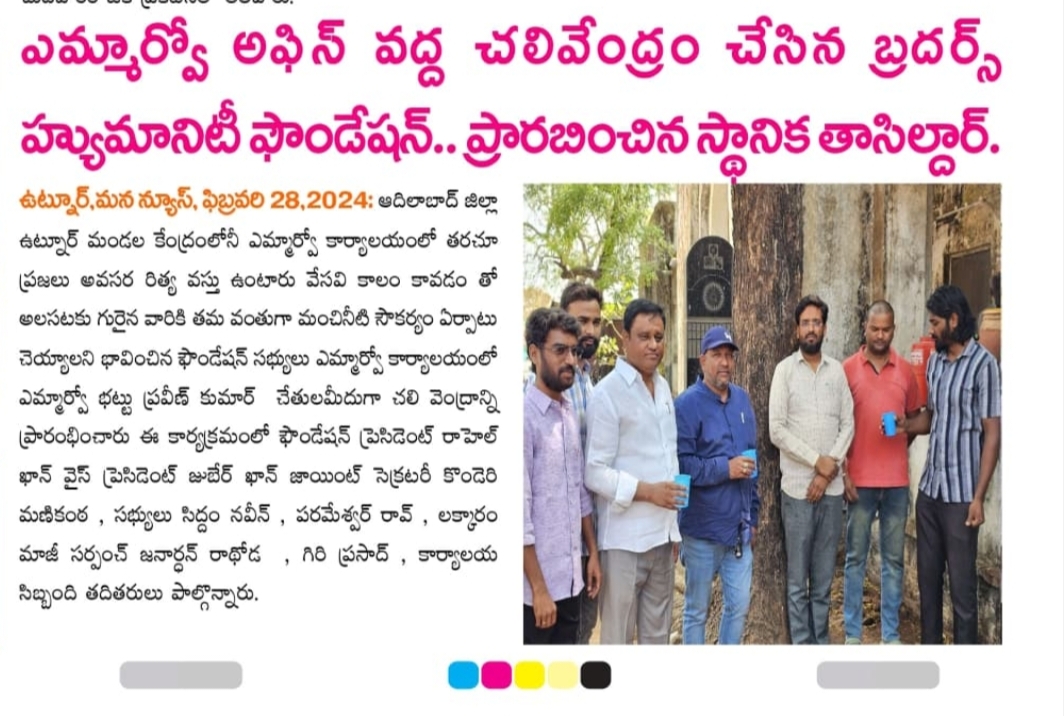 ఎమ్మార్వో అఫిస్ వద్ద చలివేంద్రం చేసిన బ్రదర్స్
హ్యుమానిటీ ఫౌండేషన్.. ప్రారబించిన స్థానిక తాసిల్దార్.
ఉట్నూర్,మన న్యూస్, ఫిబ్రవరి 28,2024: ఆదిలాబాద్ జిల్లా
ఉట్నూర్ మండల కేంద్రంలోనీ ఎమ్మార్వో కార్యాలయంలో తరచూ
ప్రజలు అవసర రిత్య వస్తు ఉంటారు వేసవి కాలం కావడం తో
అలసటకు గురైన వారికి తమ వంతుగా మంచినీటి సౌకర్యం ఏర్పాటు
చెయ్యాలని భావించిన ఫౌండేషన్ సభ్యులు ఎమ్మార్వో కార్యాలయంలో
ఎమ్మార్వో భట్టు ప్రవీణ్ కుమార్ చేతులమీదుగా చలి వెంద్రాన్ని
ప్రారంభించారు ఈ కార్యక్రమంలో ఫౌండేషన్ ప్రెసిడెంట్ రాహెల్
ఖాన్ వైస్ ప్రెసిడెంట్ జుబేర్ ఖాన్ జాయింట్ సెక్రటరీ కొండెరి
మణికంఠ , సభ్యులు సిద్దం నవీన్ , పరమేశ్వర్ రావ్ , లక్కారం
మాజీ సర్పంచ్ జనార్ధన్ రాథోడ , గిరి ప్రసాద్ , కార్యాలయ
సిబ్బంది తదితరులు పాల్గొన్నారు.